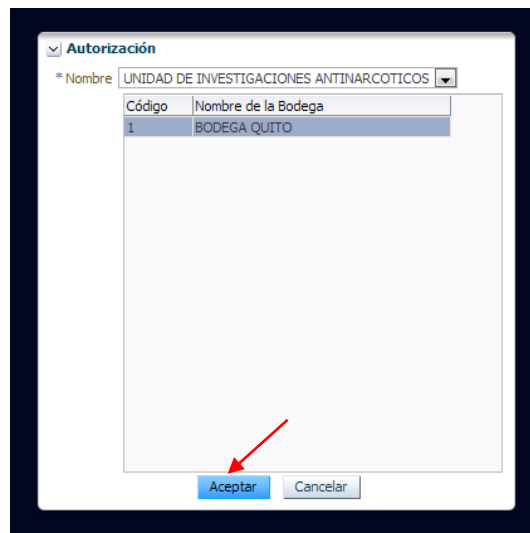 Autorización
* Nombre UNIDAD DE INVESTIGACIONES ANTINARCOTICOS
Código Nombre de la Bodega
1 BODEGA QUITO
Aceptar Cancelar